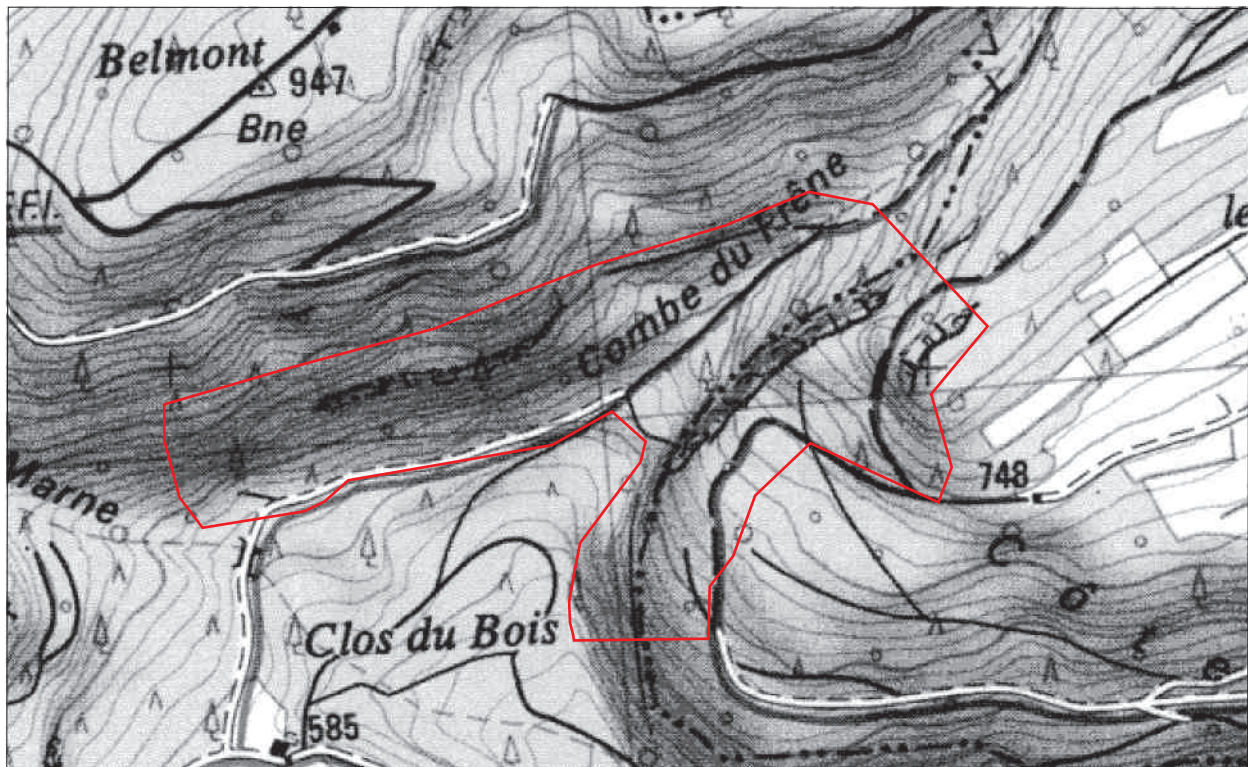 Belmont
947
Bne
F.F.I.
Combe du Frêne
le
Marne
748
Côte
Clos du Bois
585